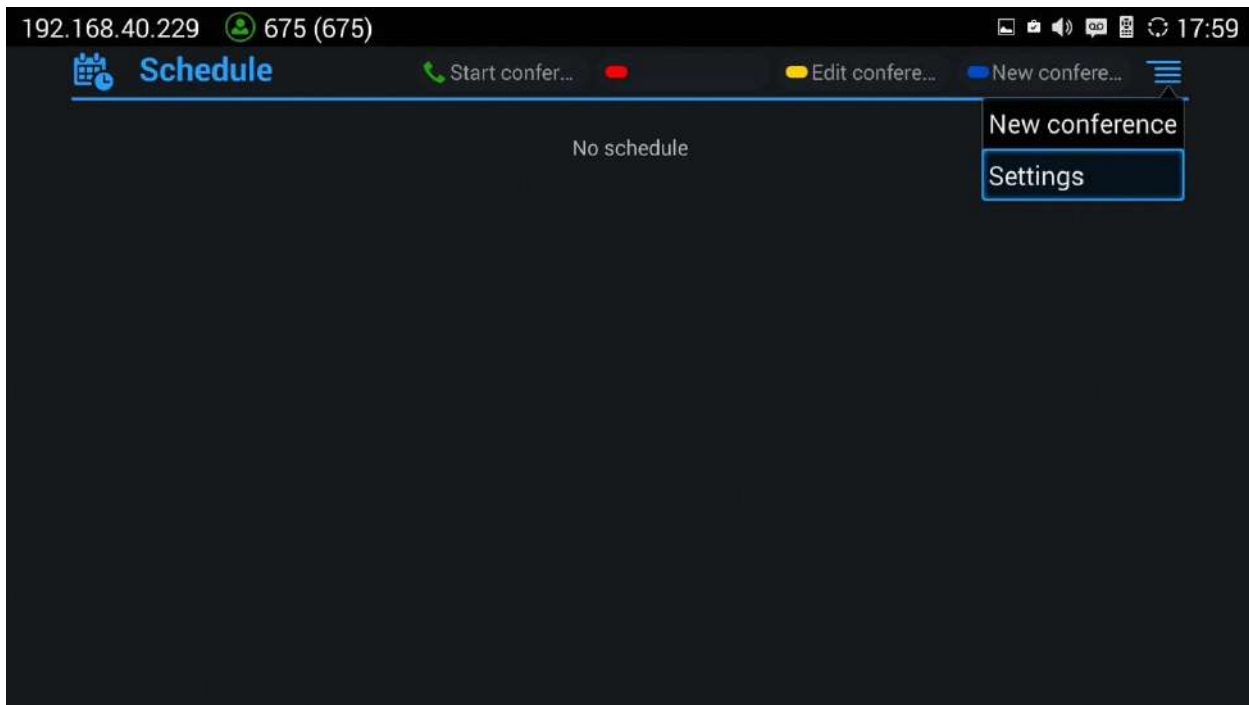 192.168.40.229 675 (675) 17:59
Schedule Start confer... Edit confere... New confere...
New conference
No schedule
Settings